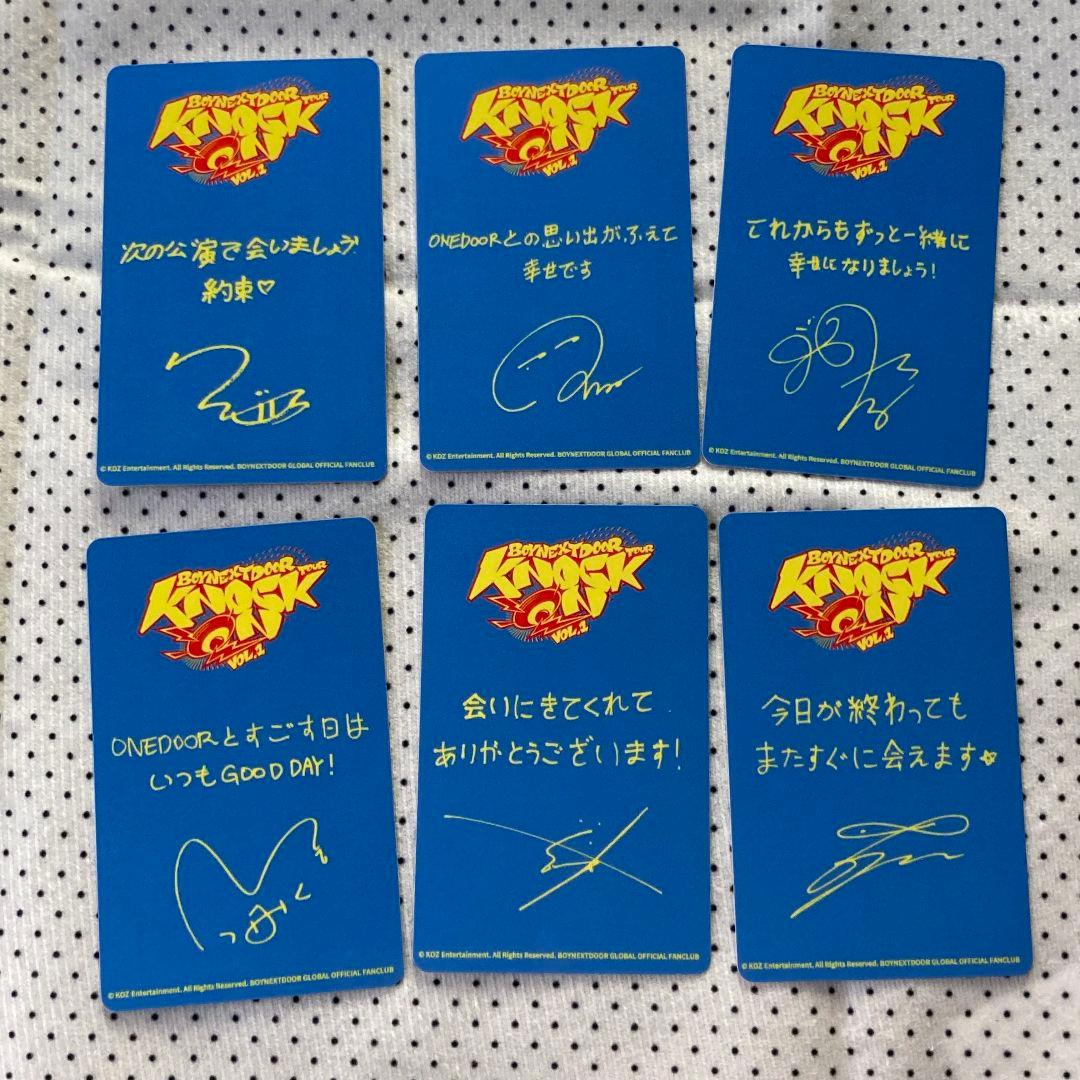 BOYNEXTDOOR TOUR
KNOCK
ON
VOL.1
次の公演で会いましょう
約束♡
© KOZ Entertainment. All Rights Reserved. BOYNEXTDOOR GLOBAL OFFICIAL FANCLUB
BOYNEXTDOOR TOUR
KNOCK
ON
VOL.1
ONEDOORとの思い出がふえて
幸せです
© KOZ Entertainment. All Rights Reserved. BOYNEXTDOOR GLOBAL OFFICIAL FANCLUB
BOYNEXTDOOR TOUR
KNOCK
ON
VOL.1
これからもずっと一緒に
幸せになりましょう!
© KOZ Entertainment. All Rights Reserved. BOYNEXTDOOR GLOBAL OFFICIAL FANCLUB
BOYNEXTDOOR TOUR
KNOCK
ON
VOL.1
ONEDOORとすごす日は
いつもGOOD DAY!
© KOZ Entertainment. All Rights Reserved. BOYNEXTDOOR GLOBAL OFFICIAL FANCLUB
BOYNEXTDOOR TOUR
KNOCK
ON
VOL.1
会いにきてくれて
ありがとうございます!
© KOZ Entertainment. All Rights Reserved. BOYNEXTDOOR GLOBAL OFFICIAL FANCLUB
BOYNEXTDOOR TOUR
KNOCK
ON
VOL.1
今日が終わっても
またすぐに会えます☆
© KOZ Entertainment. All Rights Reserved. BOYNEXTDOOR GLOBAL OFFICIAL FANCLUB